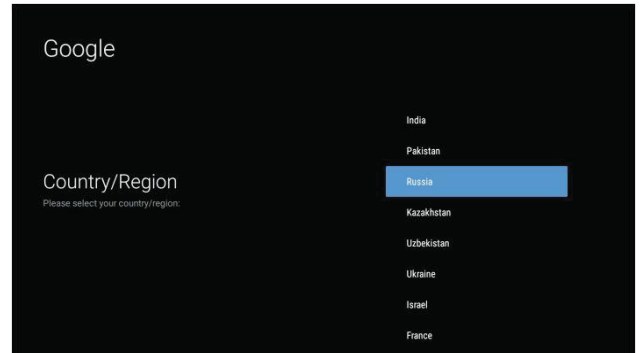 Google
Country/Region
Please select your country/region:
India
Pakistan
Russia
Kazakhstan
Uzbekistan
Ukraine
Israel
France